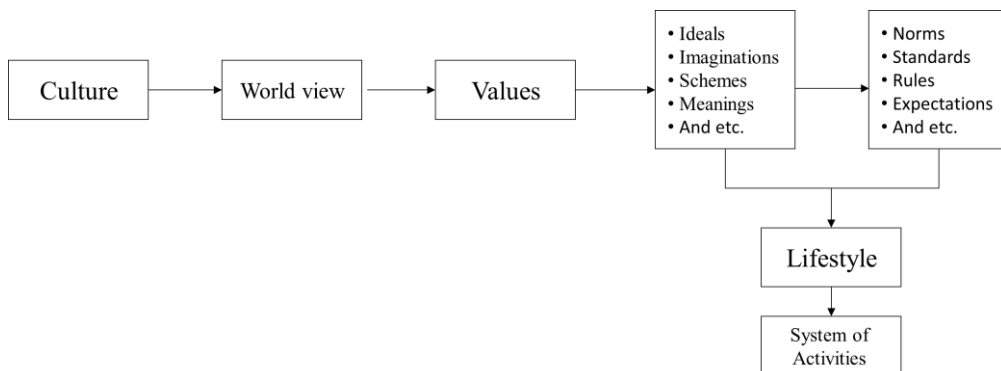 Culture
World view
Values
• Ideals
• Imaginations
• Schemes
• Meanings
• And etc.
• Norms
• Standards
• Rules
• Expectations
• And etc.
Lifestyle
System of
Activities